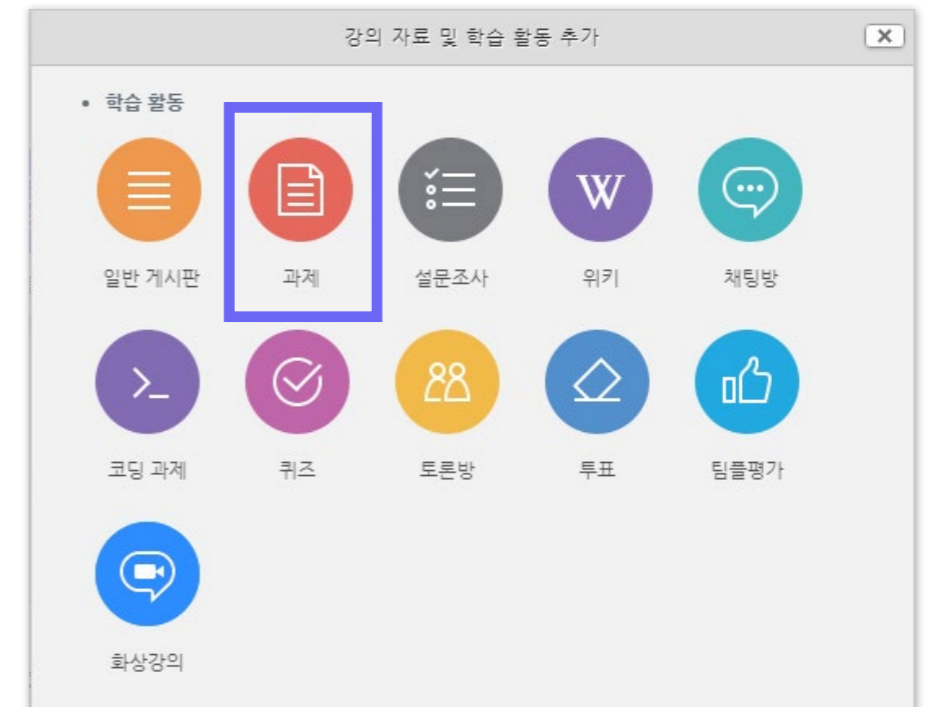 강의 자료 및 학습 활동 추가
• 학습 활동
W
일반 게시판 과제 설문조사 위키 채팅방
>_
코딩 과제 퀴즈 토론방 투표 팀플평가
화상강의